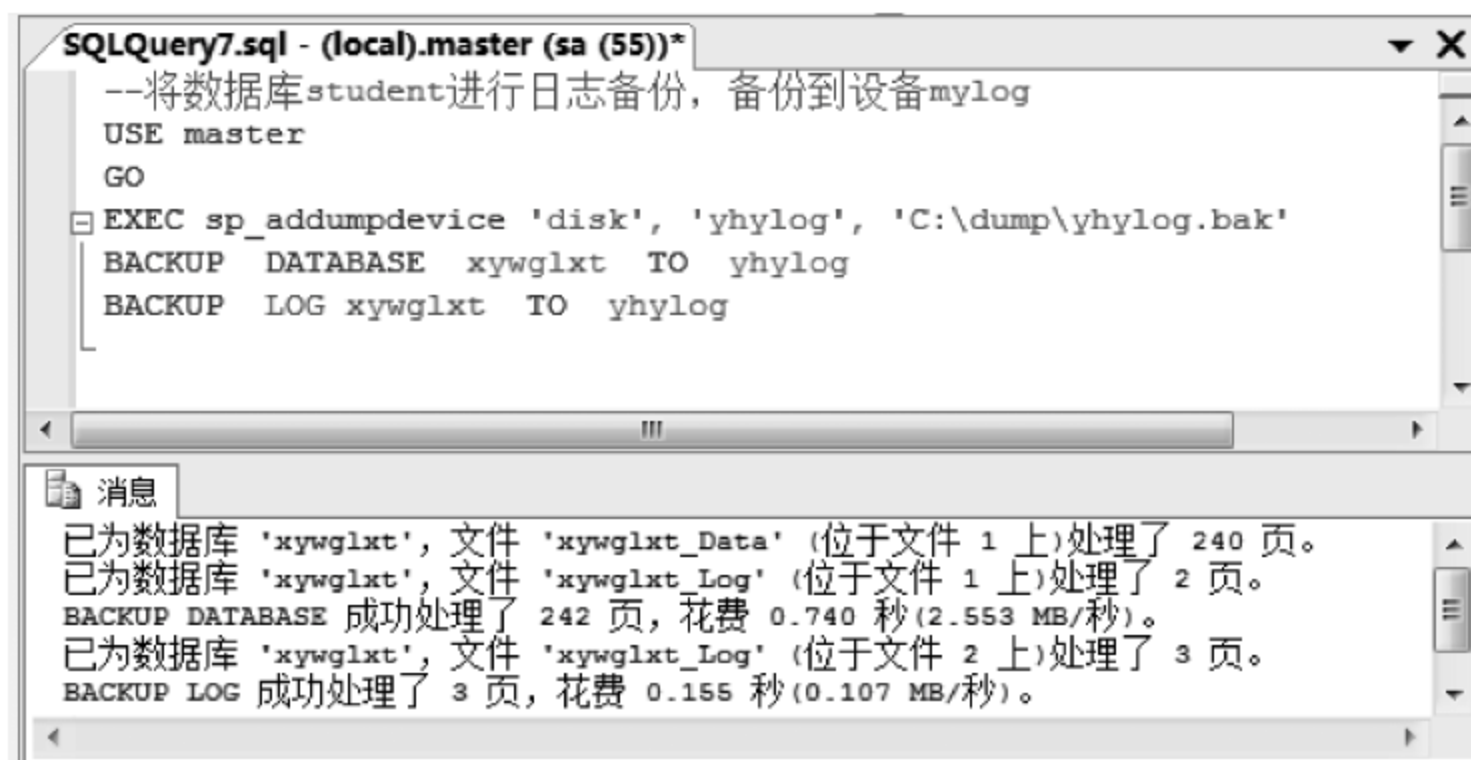 SQLQuery7.sql - (local).master (sa (55))*
--将数据库student进行日志备份，备份到设备mylog
USE master
GO
EXEC sp_addumpdevice 'disk', 'yhylog', 'C:\dump\yhylog.bak'
BACKUP DATABASE xywglxt TO yhylog
BACKUP LOG xywglxt TO yhylog
消息
已为数据库 'xywglxt'，文件 'xywglxt_Data' (位于文件 1 上)处理了 240 页。
已为数据库 'xywglxt'，文件 'xywglxt_Log' (位于文件 1 上)处理了 2 页。
BACKUP DATABASE 成功处理了 242 页，花费 0.740 秒(2.553 MB/秒)。
已为数据库 'xywglxt'，文件 'xywglxt_Log' (位于文件 2 上)处理了 3 页。
BACKUP LOG 成功处理了 3 页，花费 0.155 秒(0.107 MB/秒)。